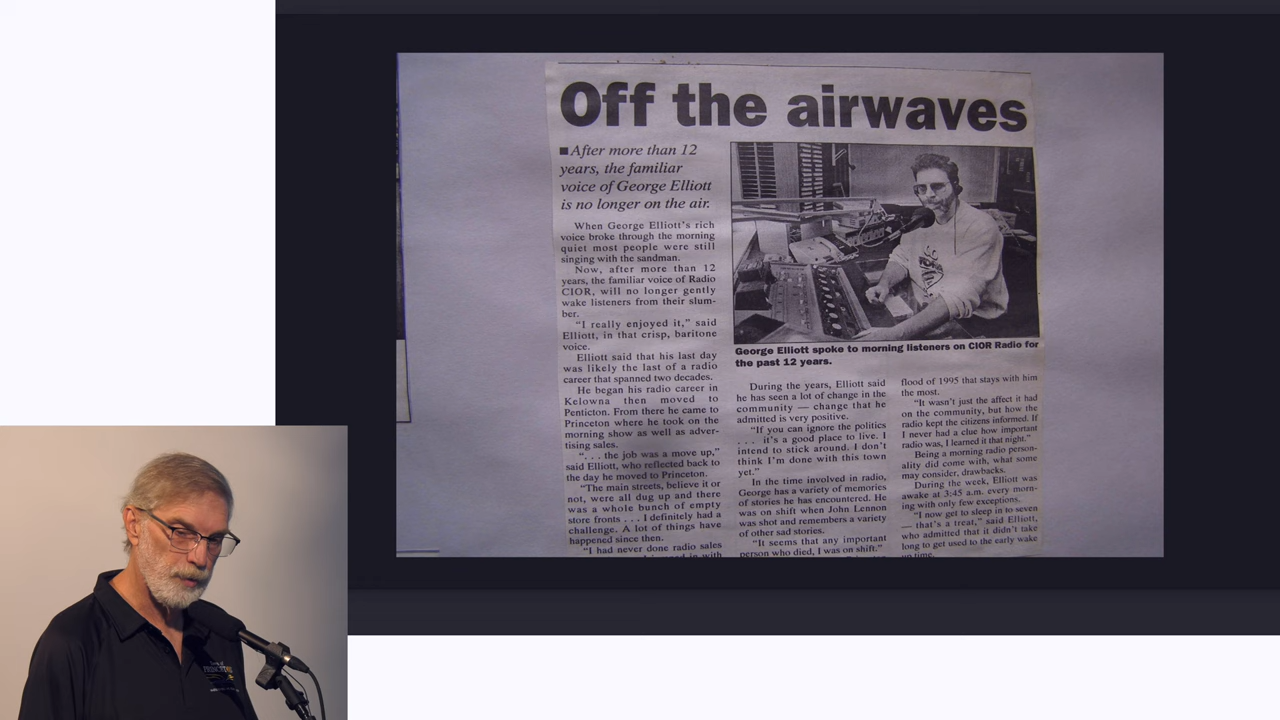 Off the airwaves
■After more than 12
years, the familiar
voice of George Elliott
is no longer on the air.
When George Elliott's rich
voice broke through the morning
quiet most people were still
singing with the sandman.
Now, after more than 12
years, the familiar voice of Radio
CIOR, will no longer gently
wake listeners from their slum-
ber.
"I really enjoyed it," said
Elliott, in that crisp, baritone
voice.
Elliott said that his last day
was likely the last of a radio
career that spanned two decades.
He began his radio career in
Kelowna then moved to
Penticton. From there he came to
Princeton where he took on the
morning show as well as adver-
tising sales.
". . . the job was a move up,"
said Elliott, who reflected back to
the day he moved to Princeton.
"The main streets, believe it or
not, were all dug up and there
was a whole bunch of empty
store fronts . . . I definitely had a
challenge. A lot of things have
happened since then.
"I had never done radio sales
George Elliott spoke to morning listeners on CIOR Radio for
the past 12 years.
During the years, Elliott said
he has seen a lot of change in the
community — change that he
admitted is very positive.
"If you can ignore the politics
. . . it's a good place to live. I
intend to stick around. I don't
think I'm done with this town
yet."
In the time involved in radio,
George has a variety of memories
of stories he has encountered. He
was on shift when John Lennon
was shot and remembers a variety
of other sad stories.
"It seems that any important
person who died, I was on shift."
flood of 1995 that stays with him
the most.
"It wasn't just the affect it had
on the community, but how the
radio kept the citizens informed. If
I never had a clue how important
radio was, I learned it that night."
Being a morning radio person-
ality did come with, what some
may consider, drawbacks.
During the week, Elliott was
awake at 3:45 a.m. every morn-
ing with only few exceptions.
"I now get to sleep in to seven
— that's a treat," said Elliott,
who admitted that it didn't take
long to get used to the early wake
up time.